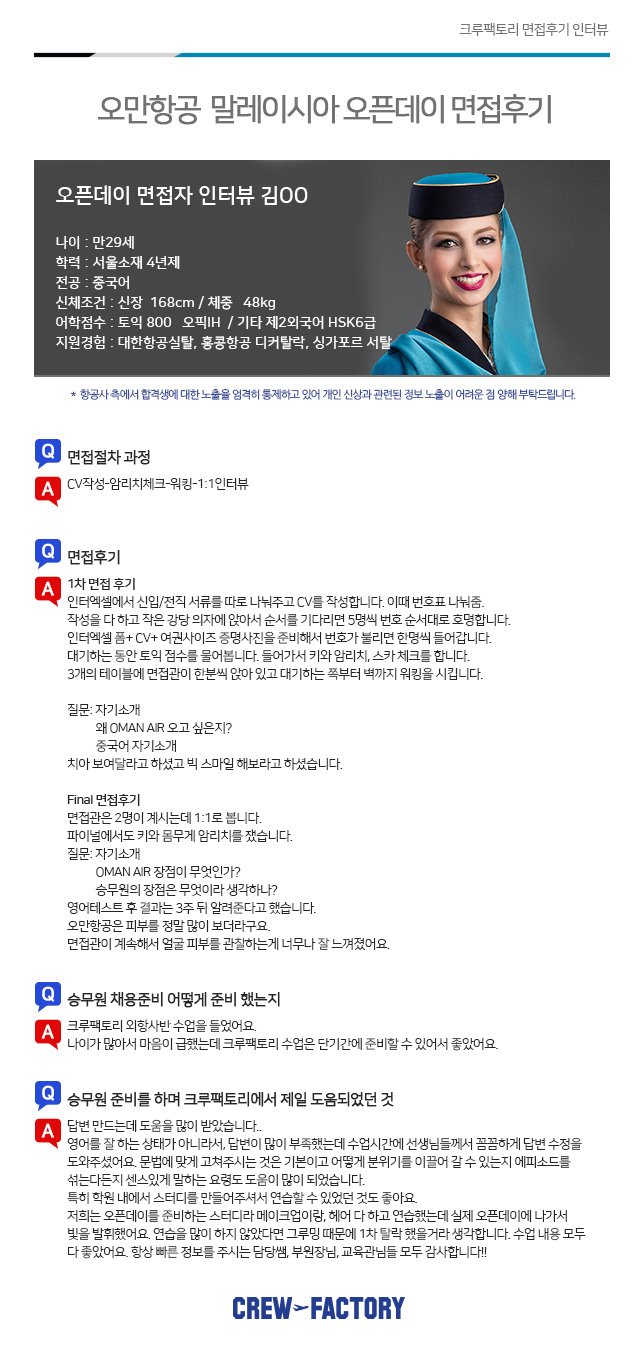 크루팩토리 면접후기 인터뷰
오만항공 말레이시아 오픈데이 면접후기
오픈데이 면접자 인터뷰 김OO
나이 : 만29세
학력 : 서울소재 4년제
전공 : 중국어
신체조건 : 신장 168cm / 체중 48kg
어학점수 : 토익 800 오픽IH / 기타 제2외국어 HSK6급
지원경험 : 대한항공실탈, 홍콩항공 디커탈락, 싱가포르 서탈
* 항공사 측에서 합격생에 대한 노출을 엄격히 통제하고 있어 개인 신상과 관련된 정보 노출이 어려운 점 양해 부탁드립니다.
Q 면접절차 과정
A CV작성-암리치체크-워킹-1:1인터뷰
Q 면접후기
A 1차 면접 후기
인터엑셀에서 신입/전직 서류를 따로 나눠주고 CV를 작성합니다. 이때 번호표 나눠줌.
작성을 다 하고 작은 강당 의자에 앉아서 순서를 기다리면 5명씩 번호 순서대로 호명합니다.
인터엑셀 폼+ CV+ 여권사이즈 증명사진을 준비해서 번호가 불리면 한명씩 들어갑니다.
대기하는 동안 토익 점수를 물어봅니다. 들어가서 키와 암리치, 스카 체크를 합니다.
3개의 테이블에 면접관이 한분씩 앉아 있고 대기하는 쪽부터 벽까지 워킹을 시킵니다.
질문: 자기소개
왜 OMAN AIR 오고 싶은지?
중국어 자기소개
치아 보여달라고 하셨고 빅 스마일 해보라고 하셨습니다.
Final 면접후기
면접관은 2명이 계시는데 1:1로 봅니다.
파이널에서도 키와 몸무게 암리치를 쟀습니다.
질문: 자기소개
OMAN AIR 장점이 무엇인가?
승무원의 장점은 무엇이라 생각하나?
영어테스트 후 결과는 3주 뒤 알려준다고 했습니다.
오만항공은 피부를 정말 많이 보더라구요.
면접관이 계속해서 얼굴 피부를 관찰하는게 너무나 잘 느껴졌어요.
Q 승무원 채용준비 어떻게 준비 했는지
A 크루팩토리 외항사반 수업을 들었어요.
나이가 많아서 마음이 급했는데 크루팩토리 수업은 단기간에 준비할 수 있어서 좋았어요.
Q 승무원 준비를 하며 크루팩토리에서 제일 도움되었던 것
A 답변 만드는데 도움을 많이 받았습니다..
영어를 잘 하는 상태가 아니라서, 답변이 많이 부족했는데 수업시간에 선생님들께서 꼼꼼하게 답변 수정을
도와주셨어요. 문법에 맞게 고쳐주시는 것은 기본이고 어떻게 분위기를 이끌어 갈 수 있는지 에피소드를
섞는다든지 센스있게 말하는 요령도 도움이 많이 되었습니다.
특히 학원 내에서 스터디를 만들어주셔서 연습할 수 있었던 것도 좋아요.
저희는 오픈데이를 준비하는 스터디라 메이크업이랑, 헤어 다 하고 연습했는데 실제 오픈데이에 나가서
빛을 발휘했어요. 연습을 많이 하지 않았다면 그루밍 때문에 1차 탈락 했을거라 생각합니다. 수업 내용 모두
다 좋았어요. 항상 빠른 정보를 주시는 담당쌤, 부원장님, 교육관님들 모두 감사합니다!!
CREW FACTORY